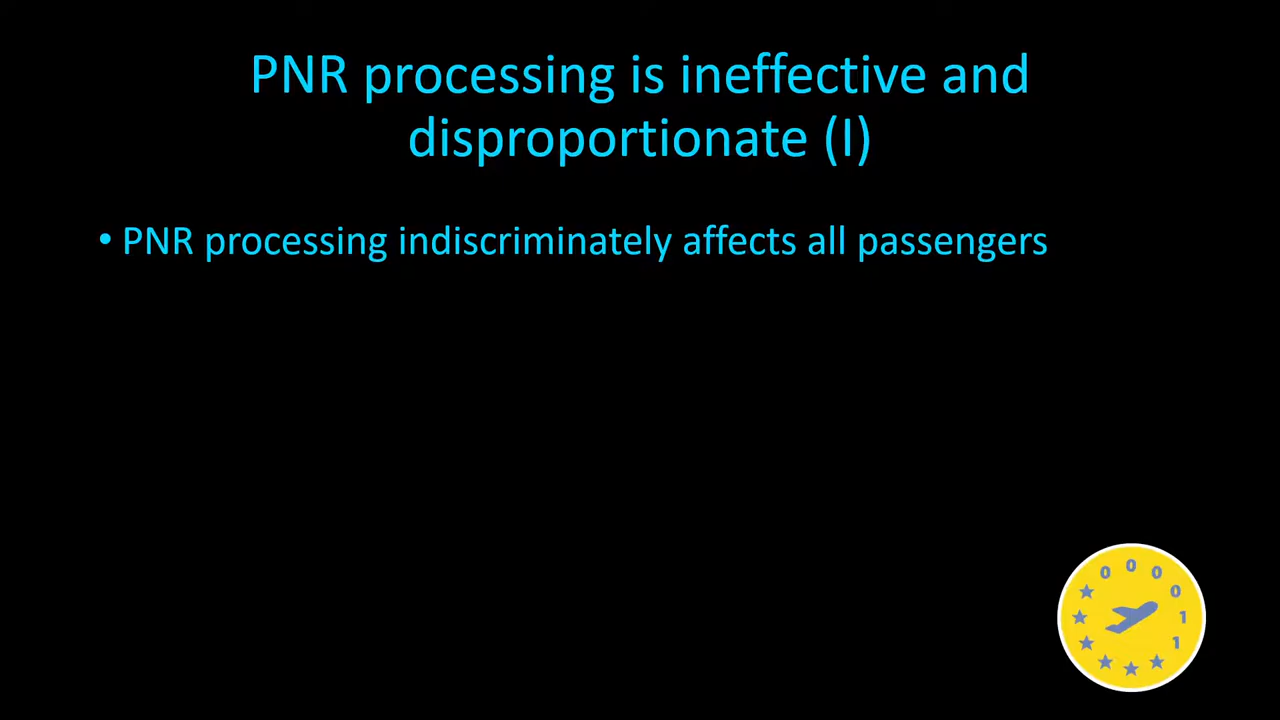 PNR processing is ineffective and
disproportionate (I)
• PNR processing indiscriminately affects all passengers
0 0 0 0 1 1